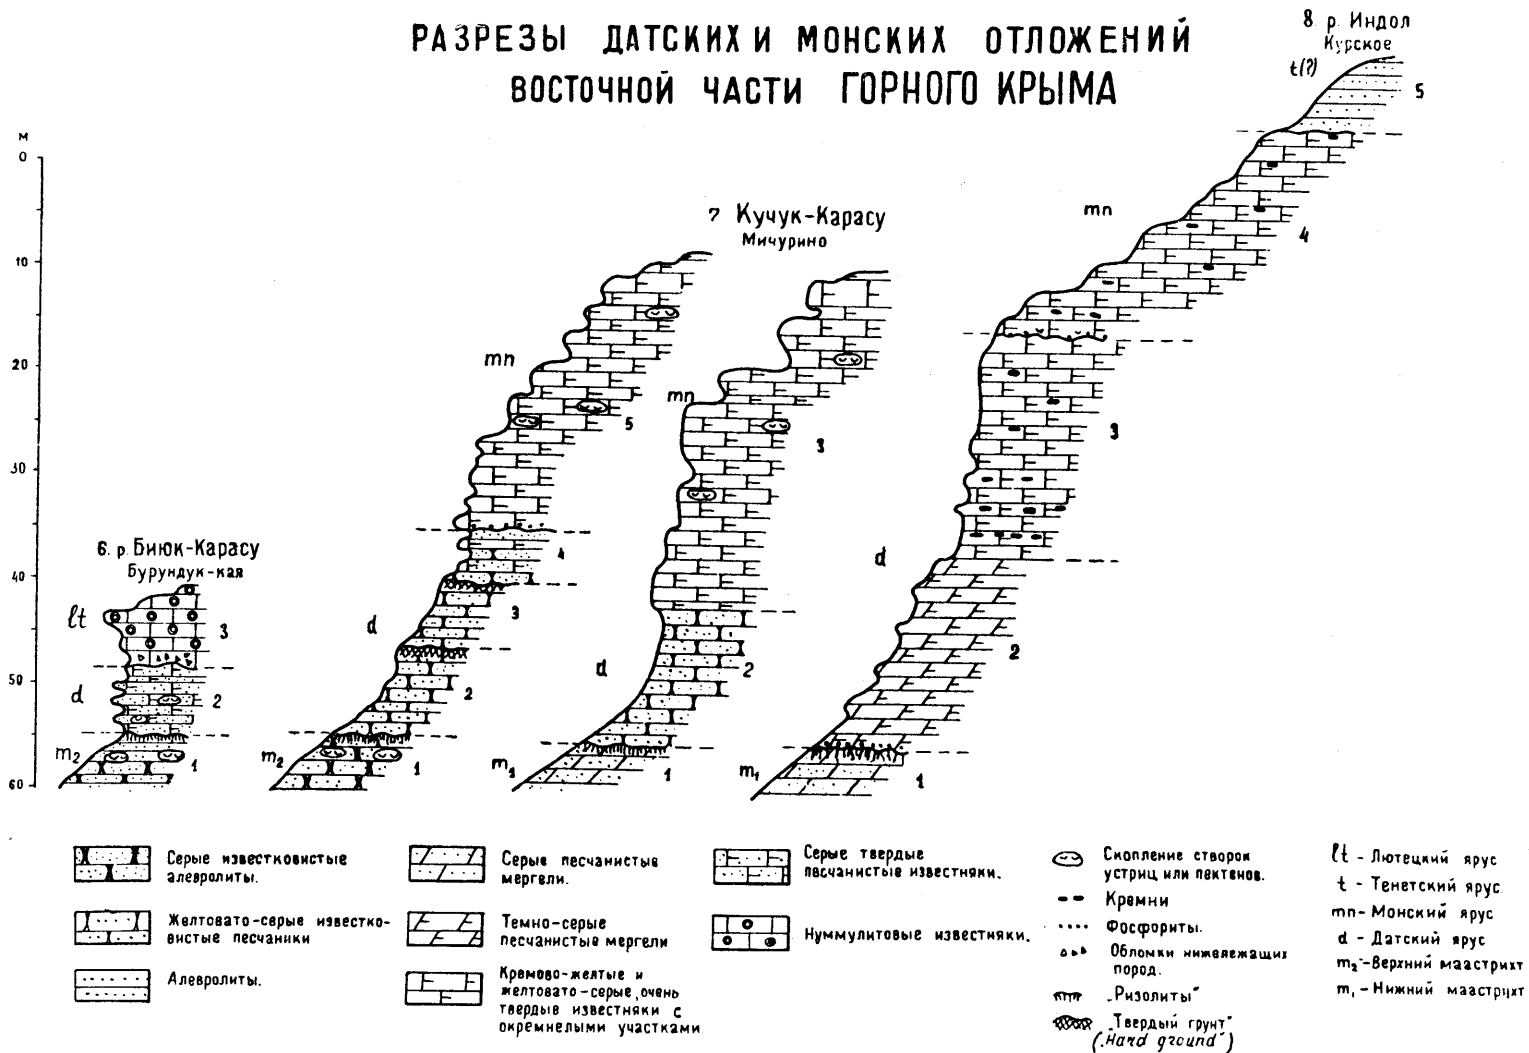 РАЗРЕЗЫ ДАТСКИХ И МОНСКИХ ОТЛОЖЕНИЙ
ВОСТОЧНОЙ ЧАСТИ ГОРНОГО КРЫМА
8 р. Индол
Курское
t(?)
5
м
0
10
20
30
40
50
60
7 Кучук-Карасу
Мичурино
6. р. Биюк-Карасу
Бурундук-кая
lt
3
d
2
m2
1
mn
5
4
3
d
2
m2
1
mn
3
d
2
m1
1
mn
4
3
d
2
m1
1
Серые известковистые
алевролиты.
Желтовато-серые известко-
вистые песчаники
Алевролиты.
Серые песчанистые
мергели.
Темно-серые
песчанистые мергели
Кремово-желтые и
желтовато-серые, очень
твердые известняки с
окремнелыми участками
Серые твердые
песчанистые известняки.
Нуммулитовые известняки.
Скопление створок
устриц или пектенов.
Кремни
Фосфориты.
Обломки нижележащих
пород.
„Ризолиты"
„Твердый грунт"
(„Hard ground")
lt - Лютецкий ярус
t - Тенетский ярус
mn - Монский ярус
d - Датский ярус
m2 - Верхний маастрихт
m1 - Нижний маастрихт